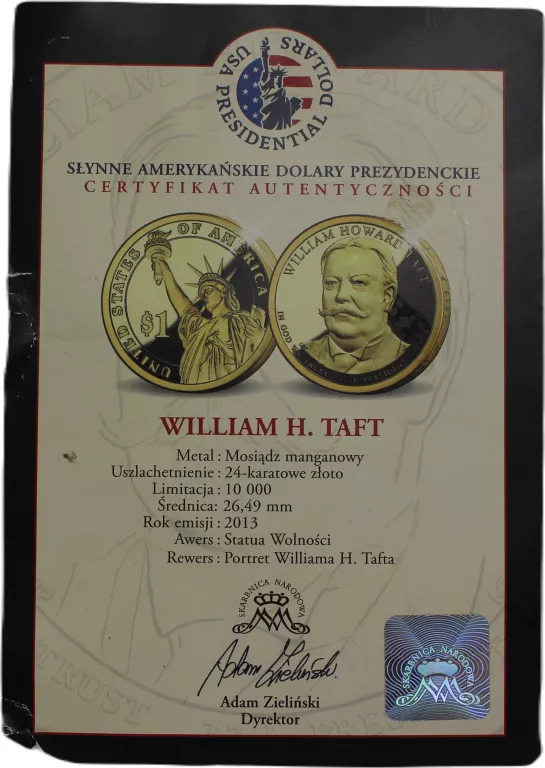 USA PRESIDENTIAL DOLLARS
SŁYNNE AMERYKAŃSKIE DOLARY PREZYDENCKIE
CERTYFIKAT AUTENTYCZNOŚCI
UNITED STATES OF AMERICA
$1
WILLIAM HOWARD TAFT
IN GOD
WILLIAM H. TAFT
Metal : Mosiądz manganowy
Uszlachetnienie : 24-karatowe złoto
Limitacja : 10 000
Średnica : 26,49 mm
Rok emisji : 2013
Awers : Statua Wolności
Rewers : Portret Williama H. Tafta
SKARBNICA NARODOWA
Adam Zieliński
Adam Zieliński
Dyrektor
SKARBNICA NARODOWA